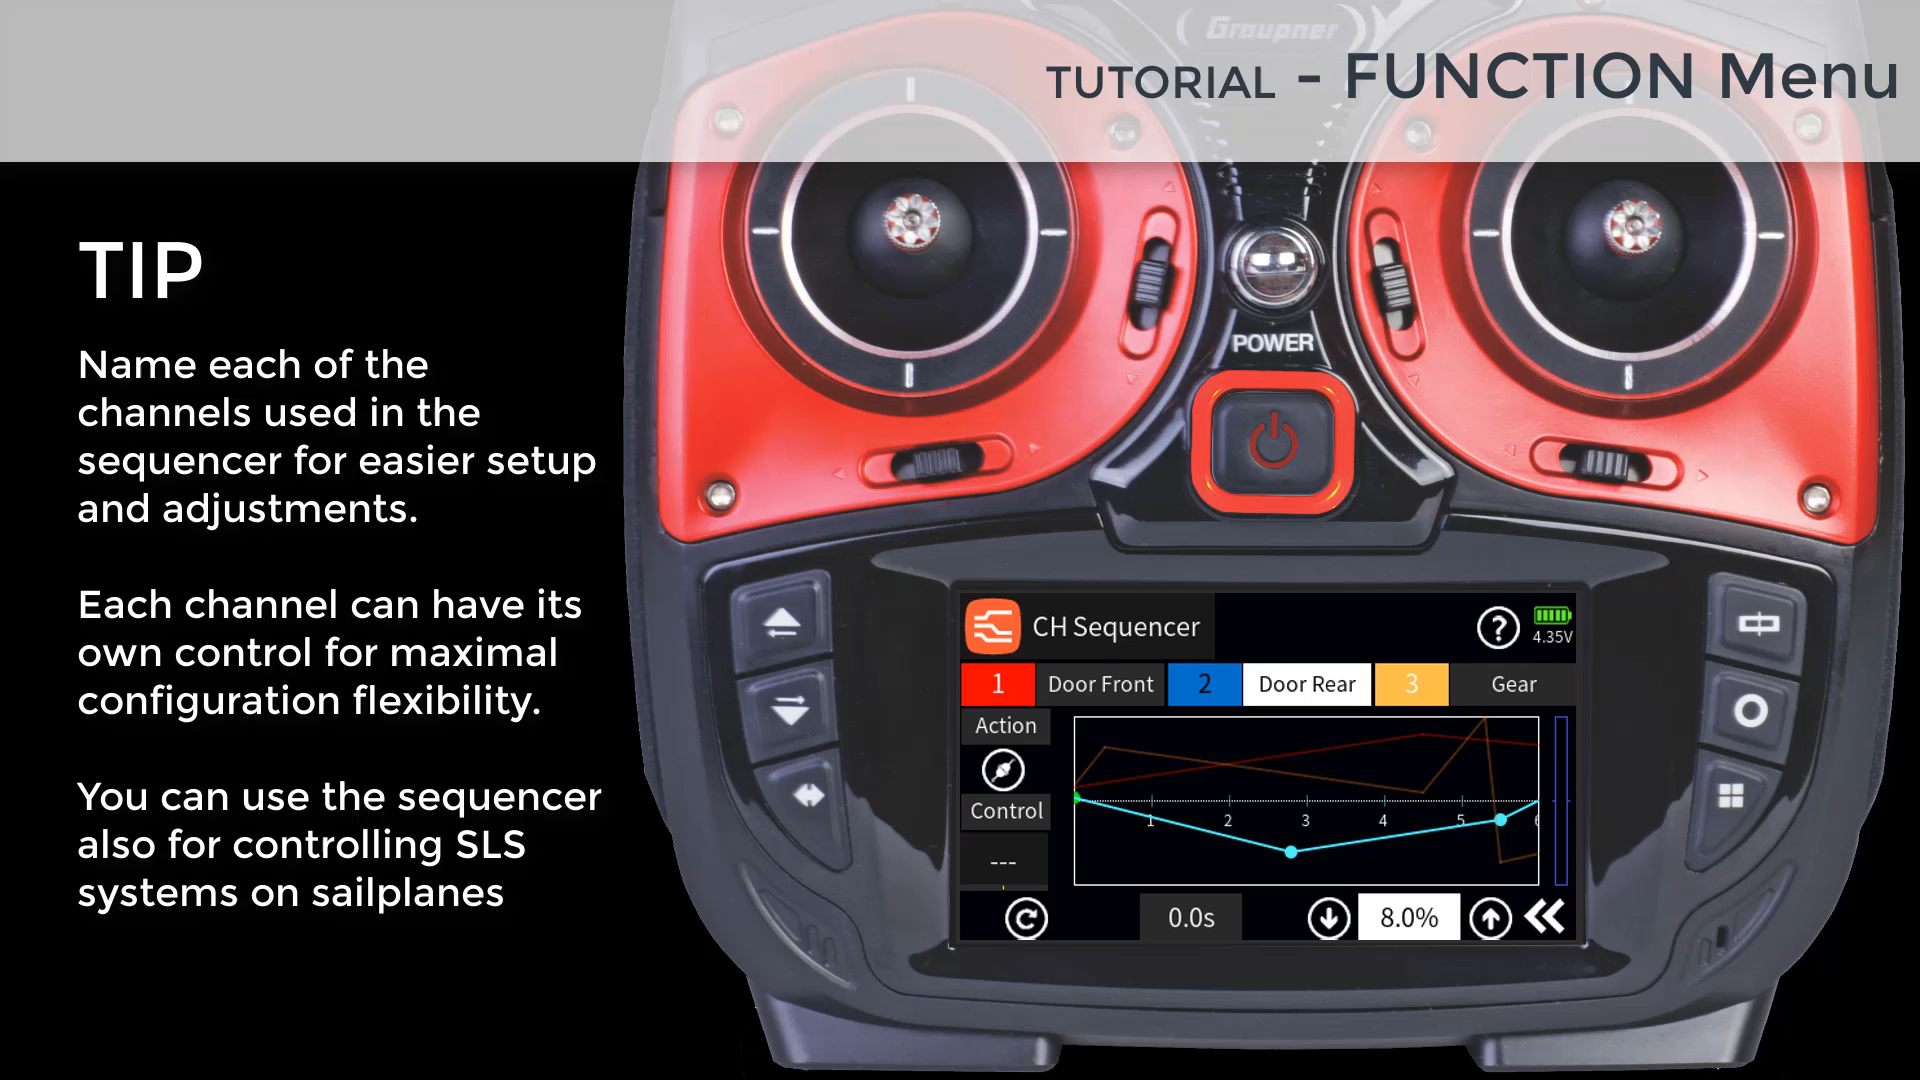 Graupner
TUTORIAL - FUNCTION Menu
TIP
Name each of the
channels used in the
sequencer for easier setup
and adjustments.
Each channel can have its
own control for maximal
configuration flexibility.
You can use the sequencer
also for controlling SLS
systems on sailplanes
POWER
CH Sequencer
?
4.35V
1 Door Front 2 Door Rear 3 Gear
Action
Control
---
1 2 3 4 5 6
0.0s
8.0%